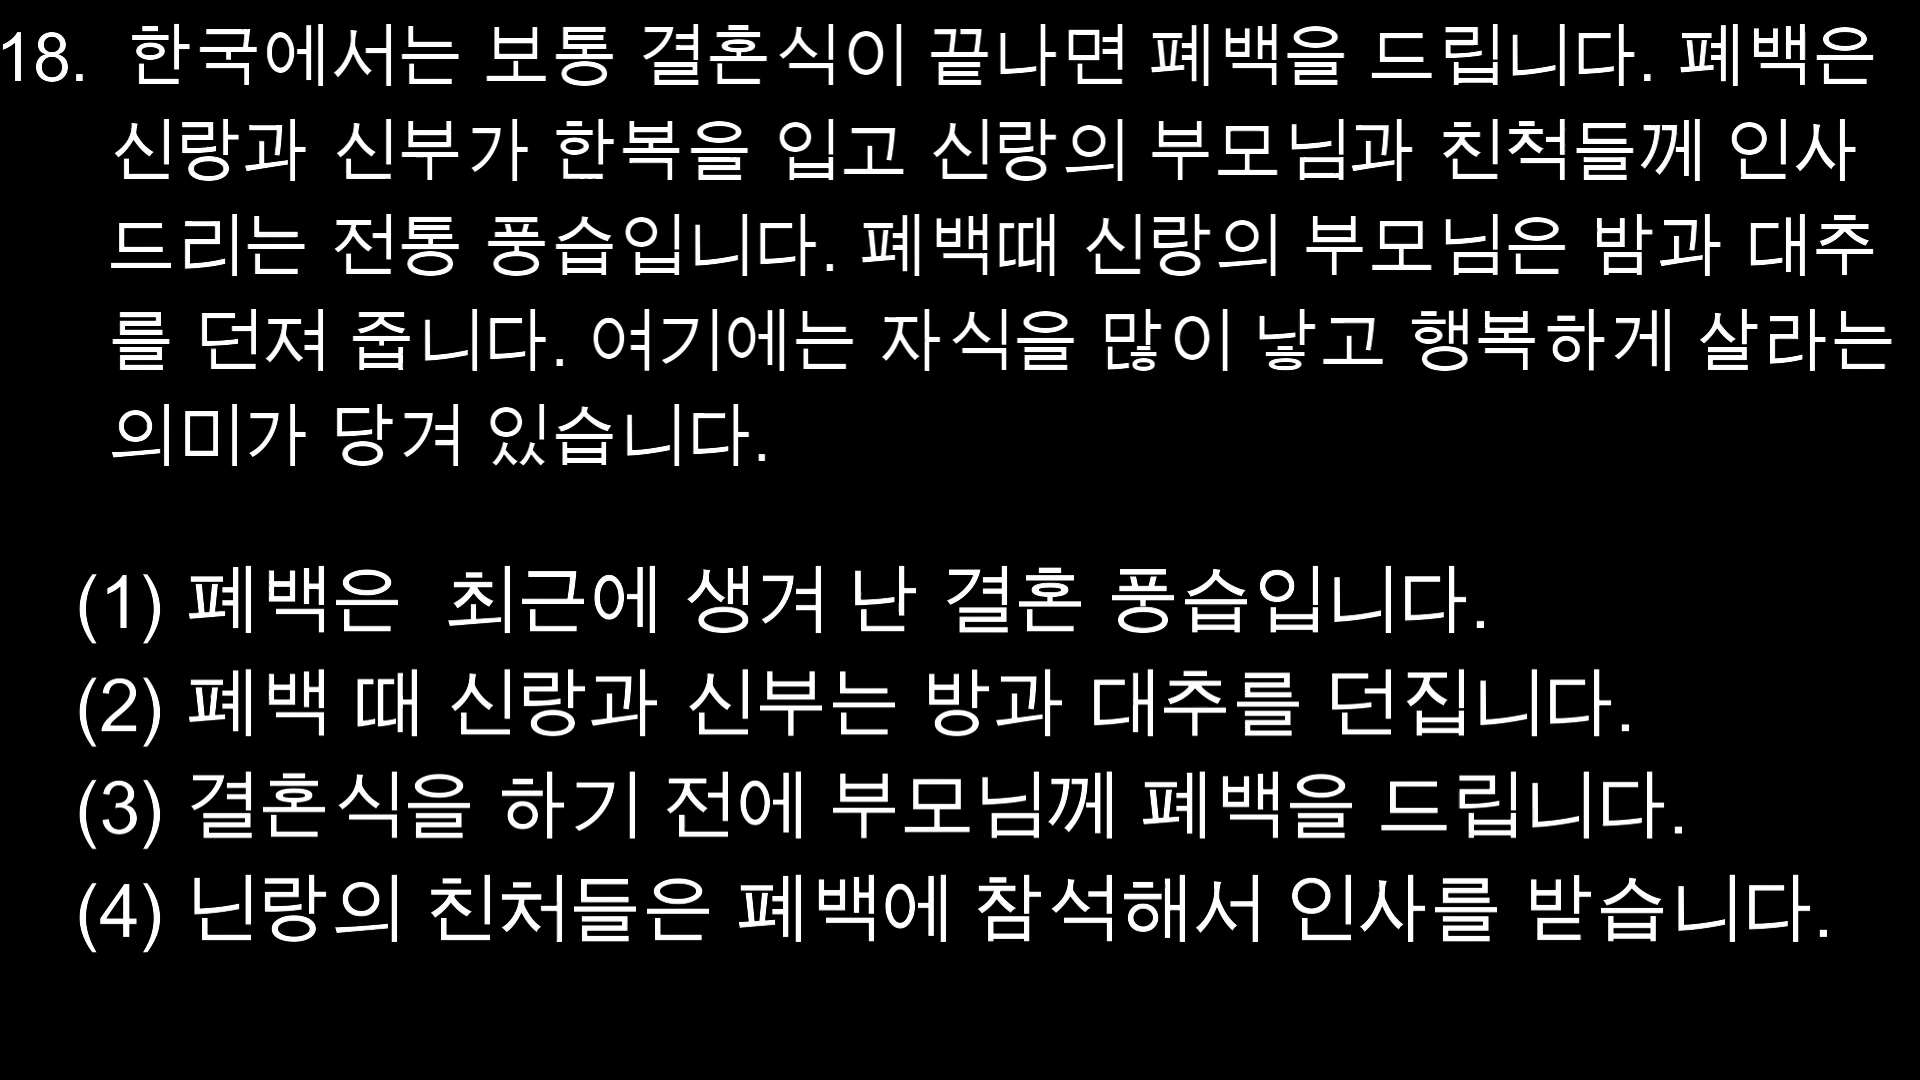 18. 한국에서는 보통 결혼식이 끝나면 폐백을 드립니다. 폐백은
신랑과 신부가 한복을 입고 신랑의 부모님과 친척들께 인사
드리는 전통 풍습입니다. 폐백때 신랑의 부모님은 밤과 대추
를 던져 줍니다. 여기에는 자식을 많이 낳고 행복하게 살라는
의미가 당겨 있습니다.
(1) 폐백은 최근에 생겨 난 결혼 풍습입니다.
(2) 폐백 때 신랑과 신부는 방과 대추를 던집니다.
(3) 결혼식을 하기 전에 부모님께 폐백을 드립니다.
(4) 닌랑의 친처들은 폐백에 참석해서 인사를 받습니다.